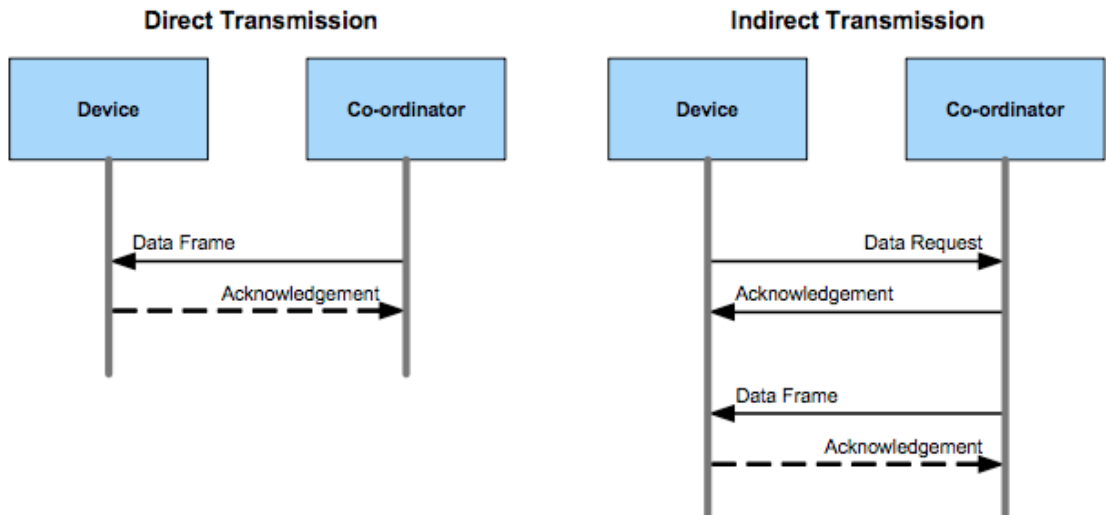 Direct Transmission
Device
Co-ordinator
Data Frame
Acknowledgement
Indirect Transmission
Device
Co-ordinator
Data Request
Acknowledgement
Data Frame
Acknowledgement